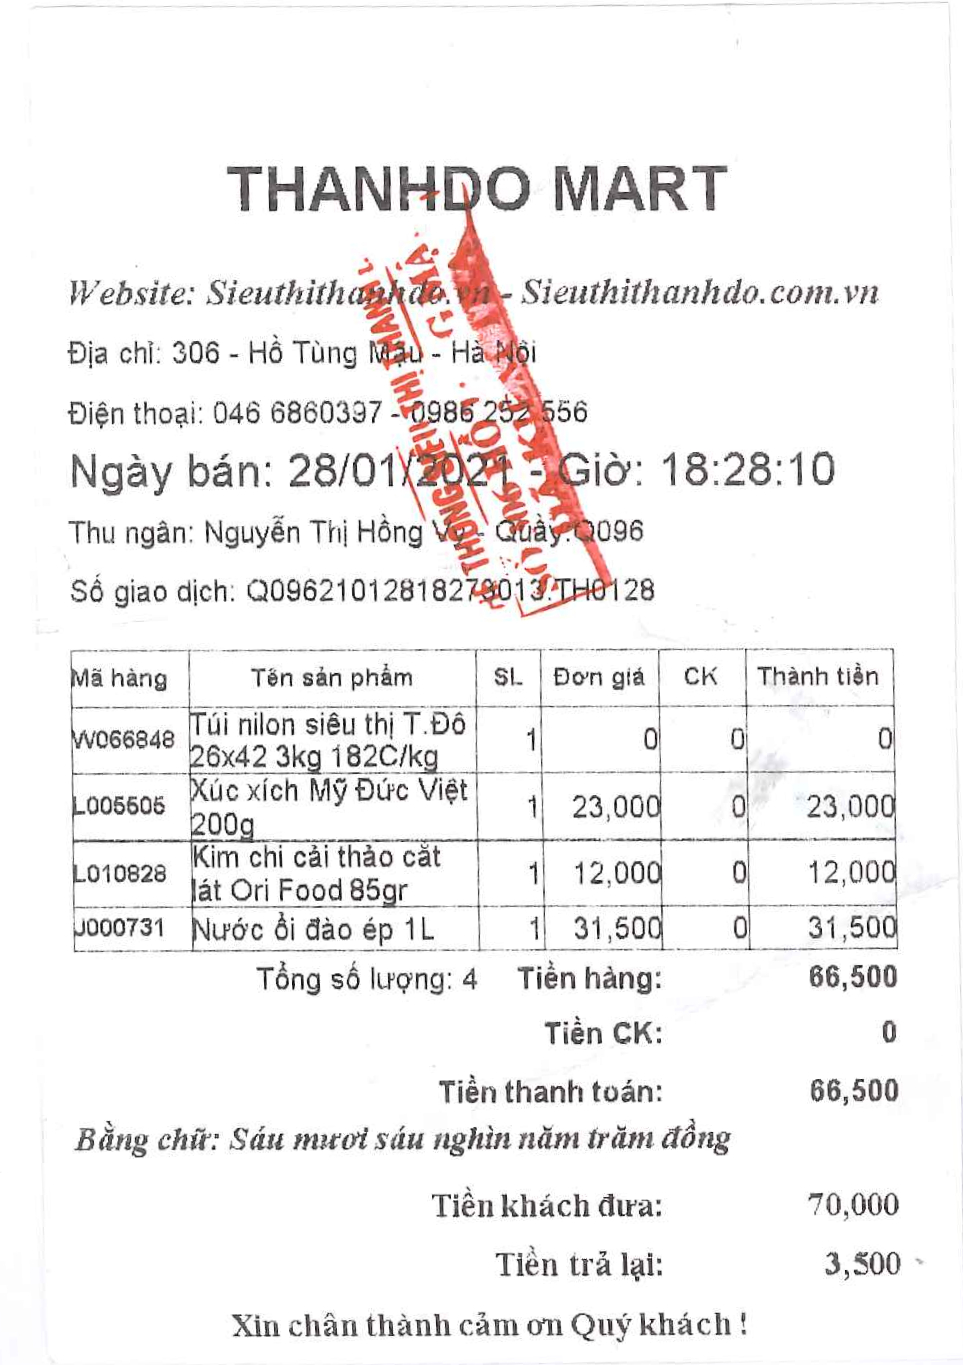 THANHDO MART
Website: Sieuthithanhdo.vn - Sieuthithanhdo.com.vn
Địa chỉ: 306 - Hồ Tùng Mậu - Hà Nội
Điện thoại: 046 6860397 - 0986 252 556
Ngày bán: 28/01/2021 - Giờ: 18:28:10
Thu ngân: Nguyễn Thị Hồng Vy - Quầy:Q096
Số giao dịch: TH0128
Mã hàng Tên sản phẩm SL Đơn giá CK Thành tiền
W066848 Túi nilon siêu thị T.Đô 26x42 3kg 182C/kg 1 0 0 0
L005505 Xúc xích Mỹ Đức Việt 200g 1 23,000 0 23,000
L010828 Kim chi cải thảo cắt lát Ori Food 85gr 1 12,000 0 12,000
J000731 Nước ổi đào ép 1L 1 31,500 0 31,500
Tổng số lượng: 4 Tiền hàng: 66,500
Tiền CK: 0
Tiền thanh toán: 66,500
Bằng chữ: Sáu mươi sáu nghìn năm trăm đồng
Tiền khách đưa: 70,000
Tiền trả lại: 3,500
Xin chân thành cảm ơn Quý khách !